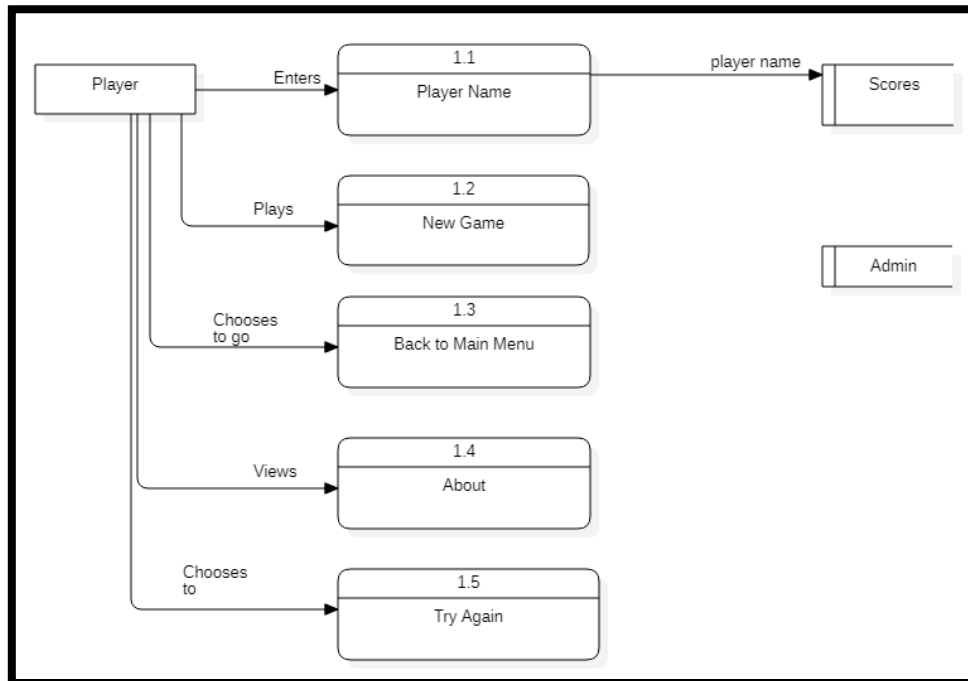 1.1
player name
Player
Enters
Player Name
Scores
1.2
Plays
New Game
Admin
1.3
Chooses
to go
Back to Main Menu
1.4
Views
About
Chooses
to
1.5
Try Again